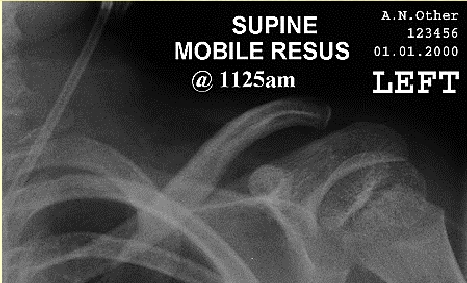 SUPINE
MOBILE RESUS
@ 1125am
A.N.Other
123456
01.01.2000
LEFT